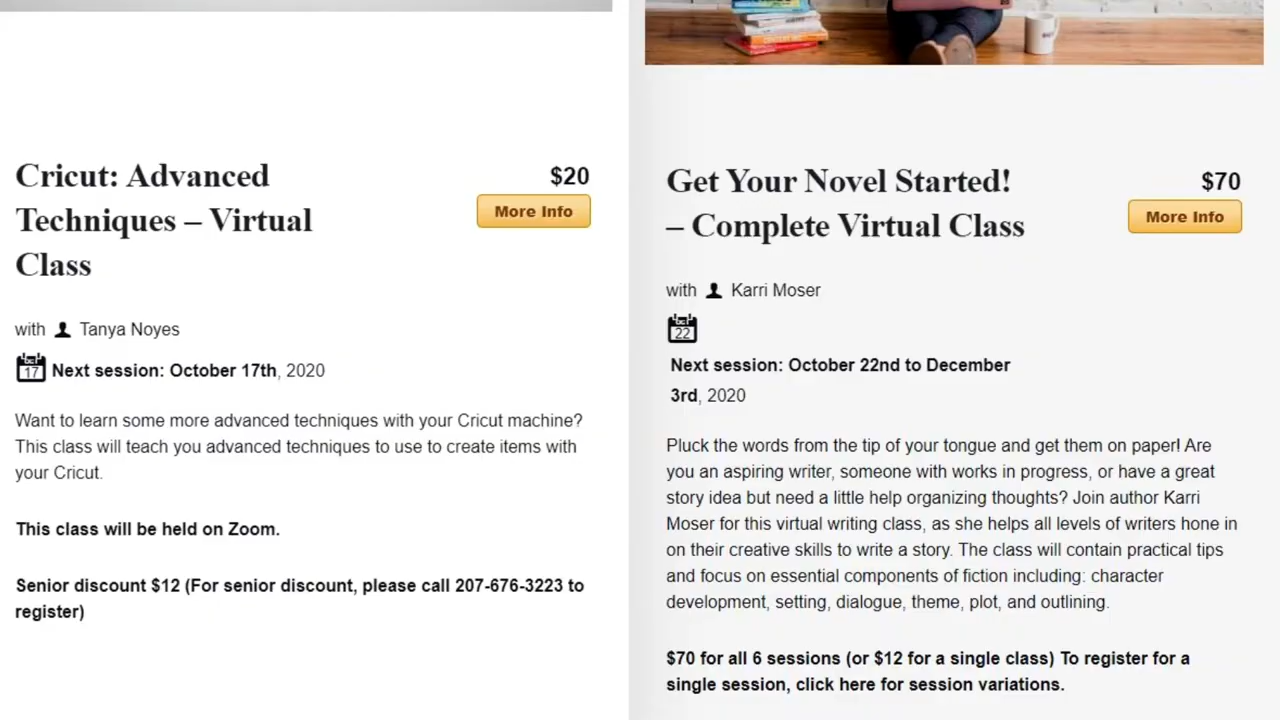 Cricut: Advanced
Techniques – Virtual
Class
$20
More Info
with Tanya Noyes
OCT
17
Next session: October 17th, 2020
Want to learn some more advanced techniques with your Cricut machine?
This class will teach you advanced techniques to use to create items with
your Cricut.
This class will be held on Zoom.
Senior discount $12 (For senior discount, please call 207-676-3223 to
register)
Get Your Novel Started!
– Complete Virtual Class
$70
More Info
with Karri Moser
OCT
22
Next session: October 22nd to December
3rd, 2020
Pluck the words from the tip of your tongue and get them on paper! Are
you an aspiring writer, someone with works in progress, or have a great
story idea but need a little help organizing thoughts? Join author Karri
Moser for this virtual writing class, as she helps all levels of writers hone in
on their creative skills to write a story. The class will contain practical tips
and focus on essential components of fiction including: character
development, setting, dialogue, theme, plot, and outlining.
$70 for all 6 sessions (or $12 for a single class) To register for a
single session, click here for session variations.